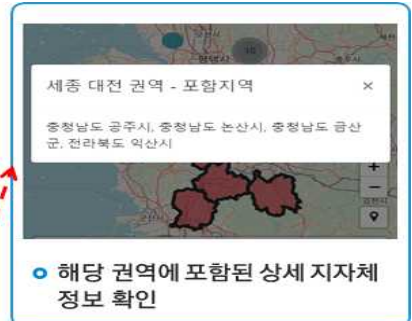 10
세종 대전 권역 - 포함지역 ×
충청남도 공주시, 충청남도 논산시, 충청남도 금산
군, 전라북도 익산시
+
−
해당 권역에 포함된 상세 지자체
정보 확인